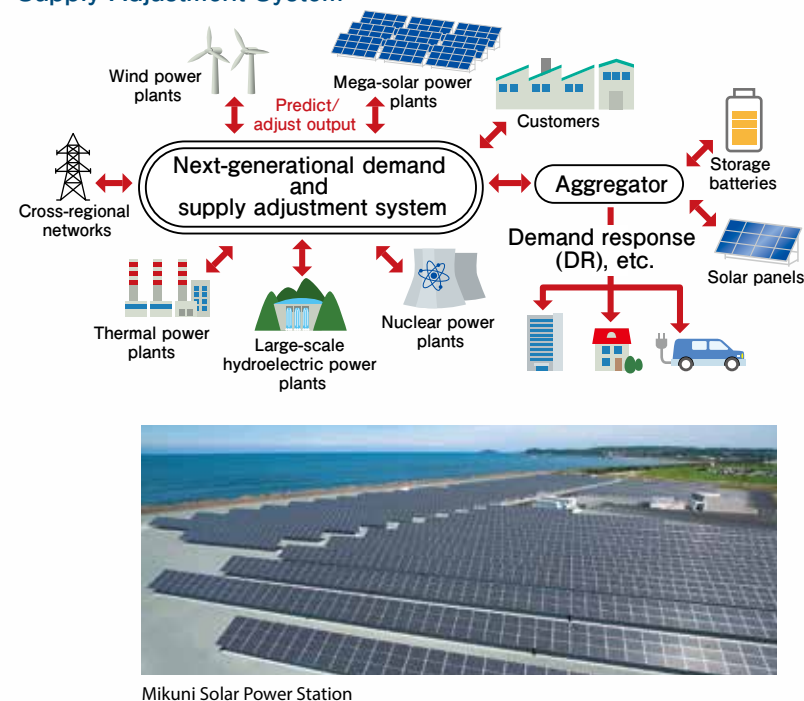 Wind power
plants
Mega-solar power
plants
Predict/
adjust output
Customers
Next-generational demand
and
supply adjustment system
Aggregator
Storage
batteries
Cross-regional
networks
Demand response
(DR), etc.
Solar panels
Thermal power
plants
Large-scale
hydroelectric power
plants
Nuclear power
plants
Mikuni Solar Power Station